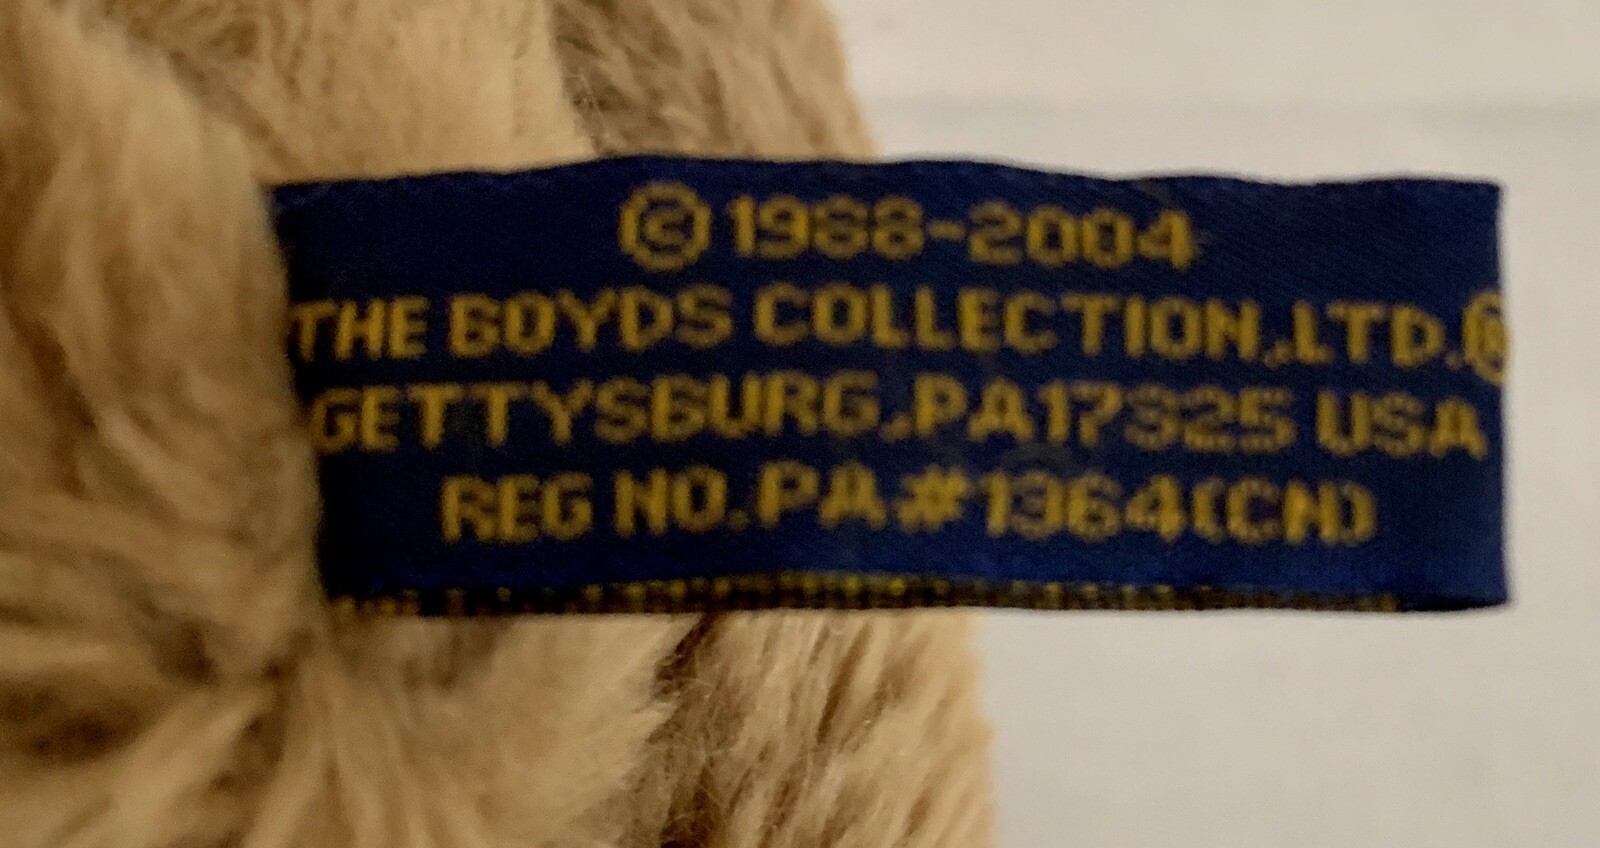 © 1988-2004
THE BOYDS COLLECTION,LTD.®
GETTYSBURG,PA17325 USA
REG NO.PA#1364(CN)